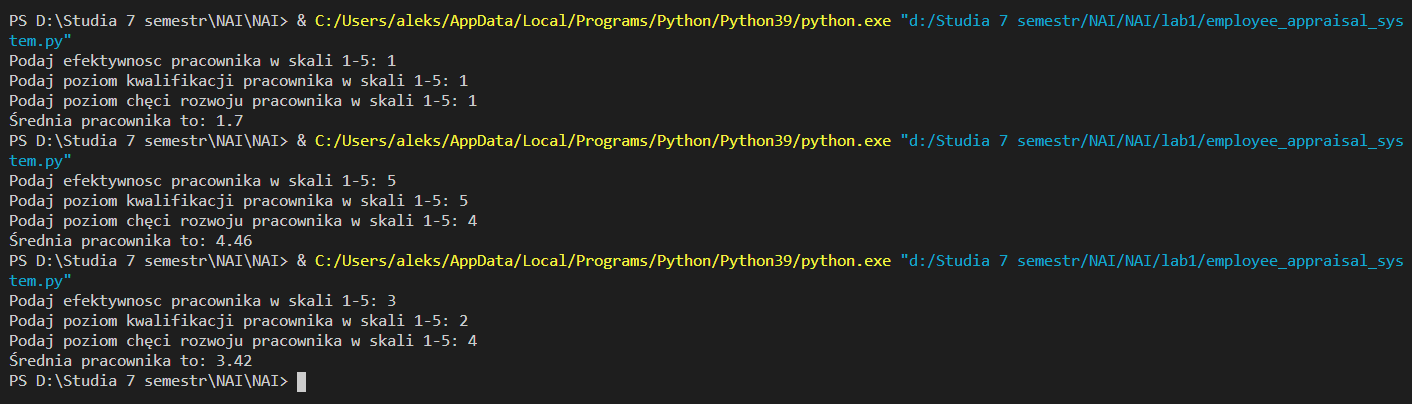 PS D:\Studia 7 semestr\NAI\NAI> & C:/Users/aleks/AppData/Local/Programs/Python/Python39/python.exe "d:/Studia 7 semestr/NAI/NAI/lab1/employee_appraisal_sys
tem.py"
Podaj efektywnosc pracownika w skali 1-5: 1
Podaj poziom kwalifikacji pracownika w skali 1-5: 1
Podaj poziom chęci rozwoju pracownika w skali 1-5: 1
Średnia pracownika to: 1.7
PS D:\Studia 7 semestr\NAI\NAI> & C:/Users/aleks/AppData/Local/Programs/Python/Python39/python.exe "d:/Studia 7 semestr/NAI/NAI/lab1/employee_appraisal_sys
tem.py"
Podaj efektywnosc pracownika w skali 1-5: 5
Podaj poziom kwalifikacji pracownika w skali 1-5: 5
Podaj poziom chęci rozwoju pracownika w skali 1-5: 4
Średnia pracownika to: 4.46
PS D:\Studia 7 semestr\NAI\NAI> & C:/Users/aleks/AppData/Local/Programs/Python/Python39/python.exe "d:/Studia 7 semestr/NAI/NAI/lab1/employee_appraisal_sys
tem.py"
Podaj efektywnosc pracownika w skali 1-5: 3
Podaj poziom kwalifikacji pracownika w skali 1-5: 2
Podaj poziom chęci rozwoju pracownika w skali 1-5: 4
Średnia pracownika to: 3.42
PS D:\Studia 7 semestr\NAI\NAI>